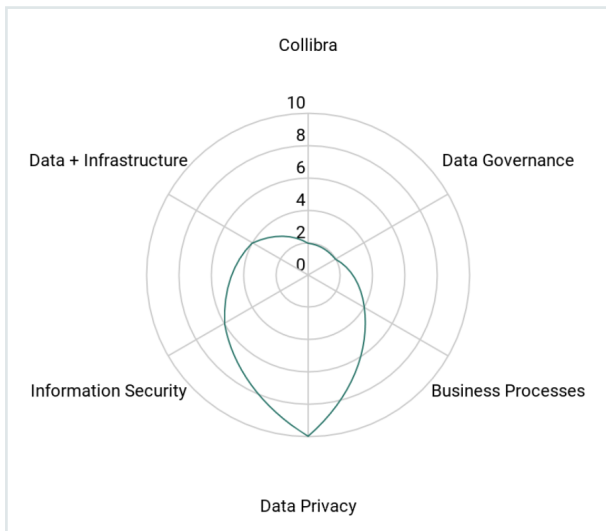 Collibra
10
Data + Infrastructure
Data Governance
8
6
4
2
0
Information Security
Business Processes
Data Privacy